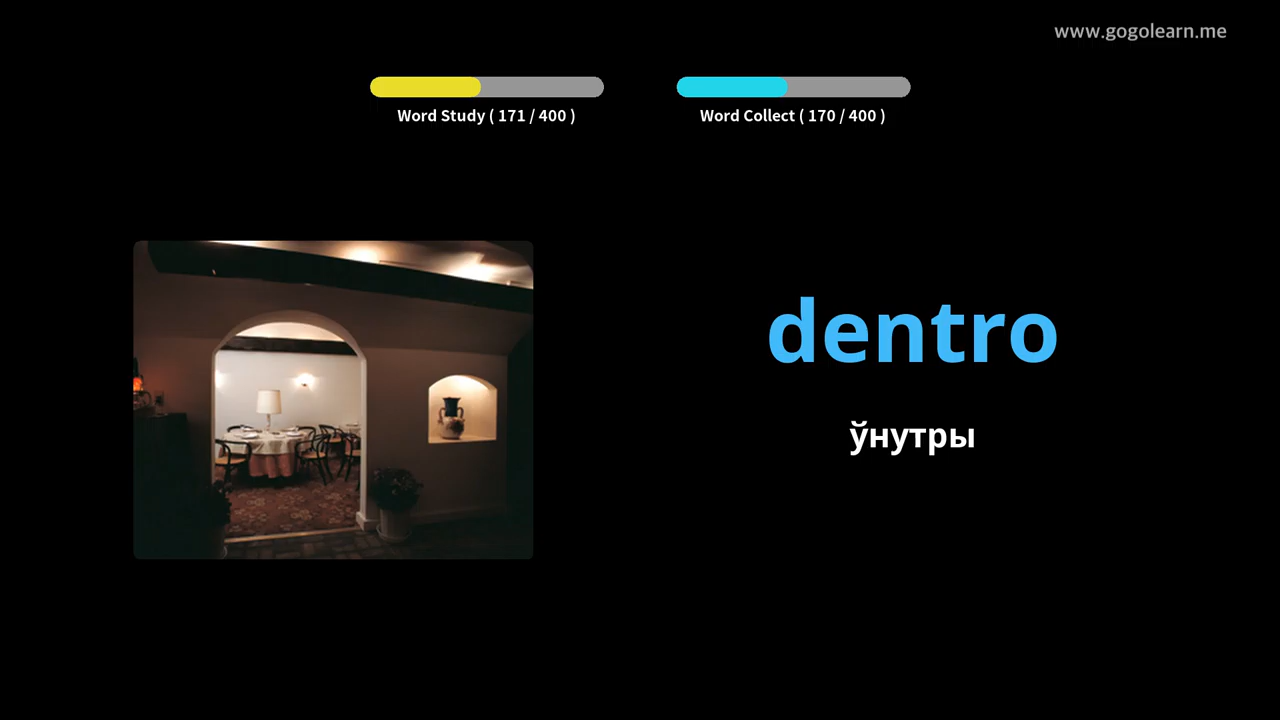 www.gogolearn.me
Word Study ( 171 / 400 )
Word Collect ( 170 / 400 )
dentro
ўнутры